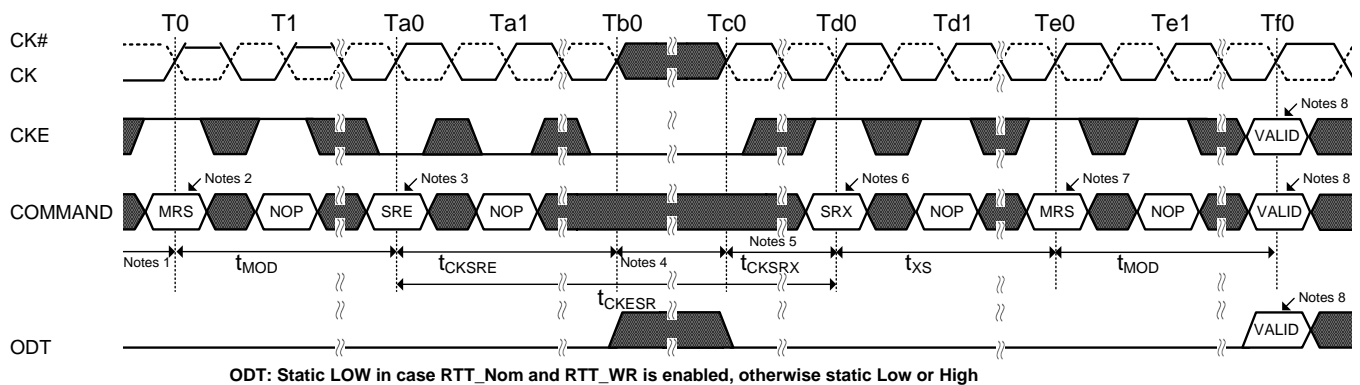 T0 T1 Ta0 Ta1 Tb0 Tc0 Td0 Td1 Te0 Te1 Tf0
CK#
CK
Notes 8
CKE
VALID
Notes 2 Notes 3 Notes 6 Notes 7 Notes 8
COMMAND MRS NOP SRE NOP SRX NOP MRS NOP VALID
Notes 1 tMOD tCKSRE Notes 4 Notes 5 tCKSRX tXS tMOD
tCKESR
Notes 8
VALID
ODT
ODT: Static LOW in case RTT_Nom and RTT_WR is enabled, otherwise static Low or High